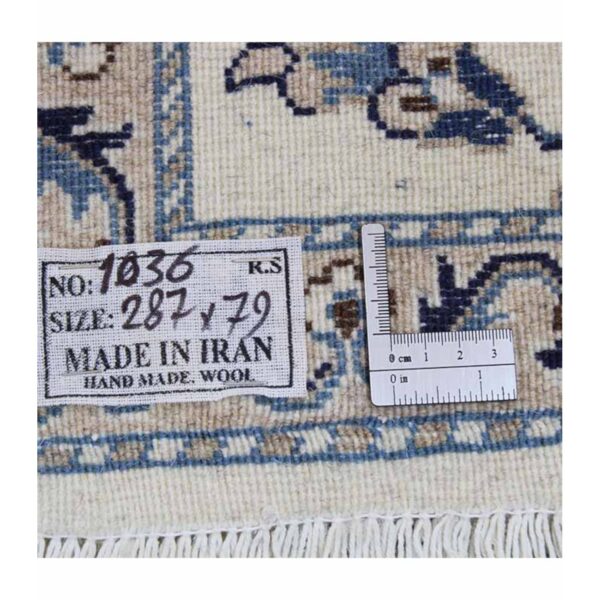 NO: 1036 R.S
SIZE: 287 x 79
MADE IN IRAN
HAND MADE. WOOL
0 cm 1 2 3
0 in 1